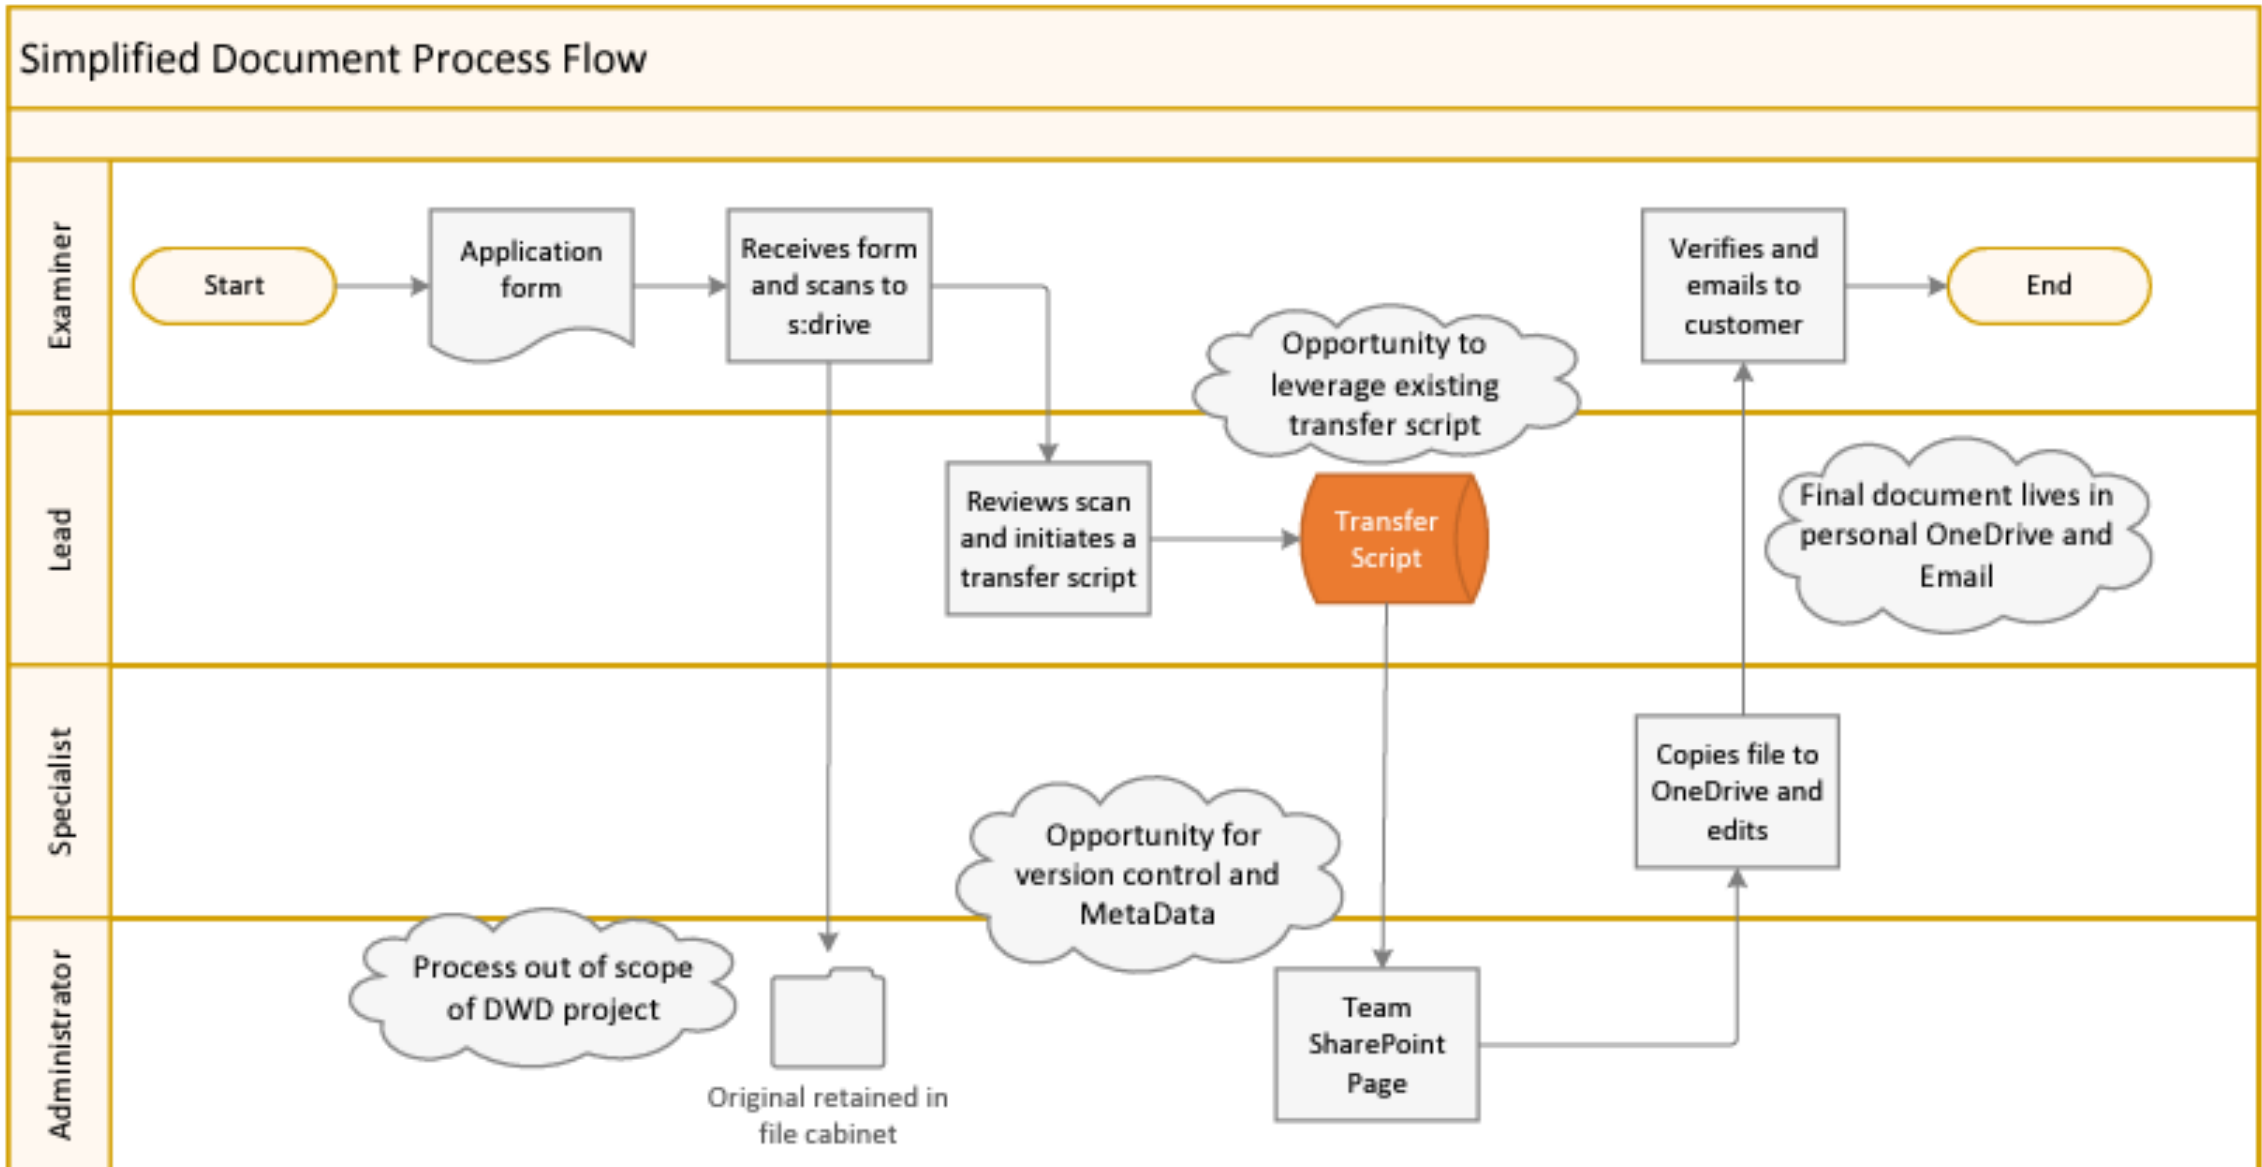 Simplified Document Process Flow
Examiner
Start
Application
form
Receives form
and scans to
s:drive
Verifies and
emails to
customer
End
Opportunity to
leverage existing
transfer script
Lead
Reviews scan
and initiates a
transfer script
Transfer
Script
Final document lives in
personal OneDrive and
Email
Specialist
Opportunity for
version control and
MetaData
Copies file to
OneDrive and
edits
Administrator
Process out of scope
of DWD project
Original retained in
file cabinet
Team
SharePoint
Page